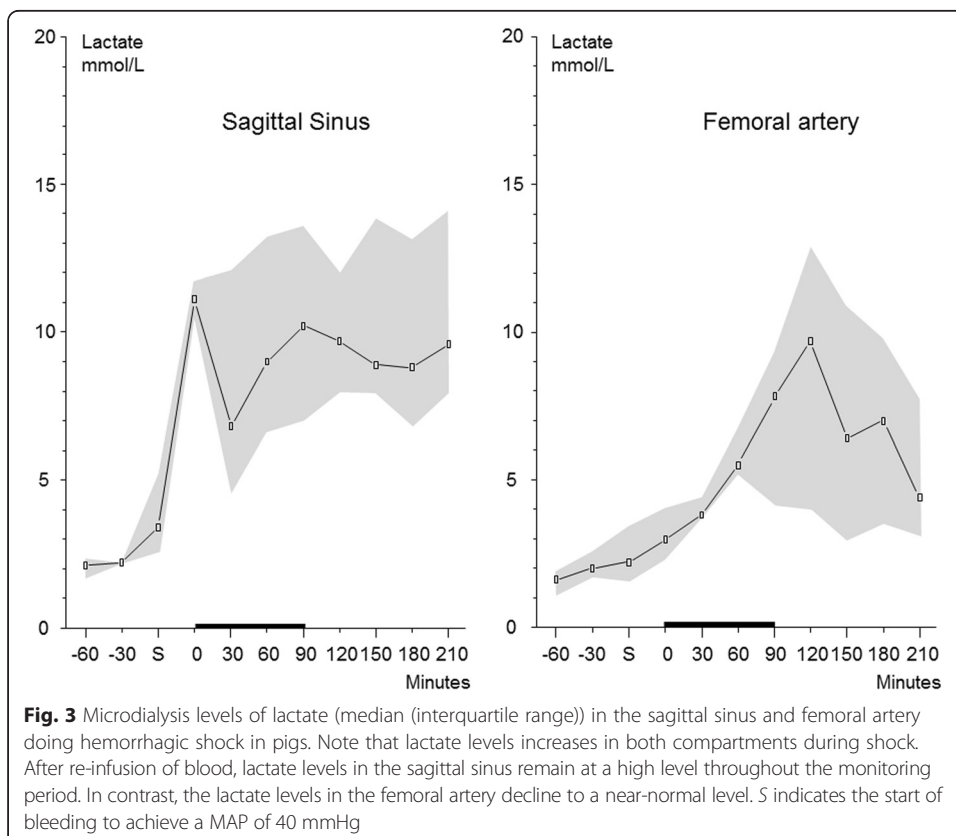 20
Lactate
mmol/L
Sagittal Sinus
15
10
5
0
-60 -30 S 0 30 60 90 120 150 180 210
Minutes
20
Lactate
mmol/L
Femoral artery
15
10
5
0
-60 -30 S 0 30 60 90 120 150 180 210
Minutes
Fig. 3 Microdialysis levels of lactate (median (interquartile range)) in the sagittal sinus and femoral artery
doing hemorrhagic shock in pigs. Note that lactate levels increases in both compartments during shock.
After re-infusion of blood, lactate levels in the sagittal sinus remain at a high level throughout the monitoring
period. In contrast, the lactate levels in the femoral artery decline to a near-normal level. S indicates the start of
bleeding to achieve a MAP of 40 mmHg